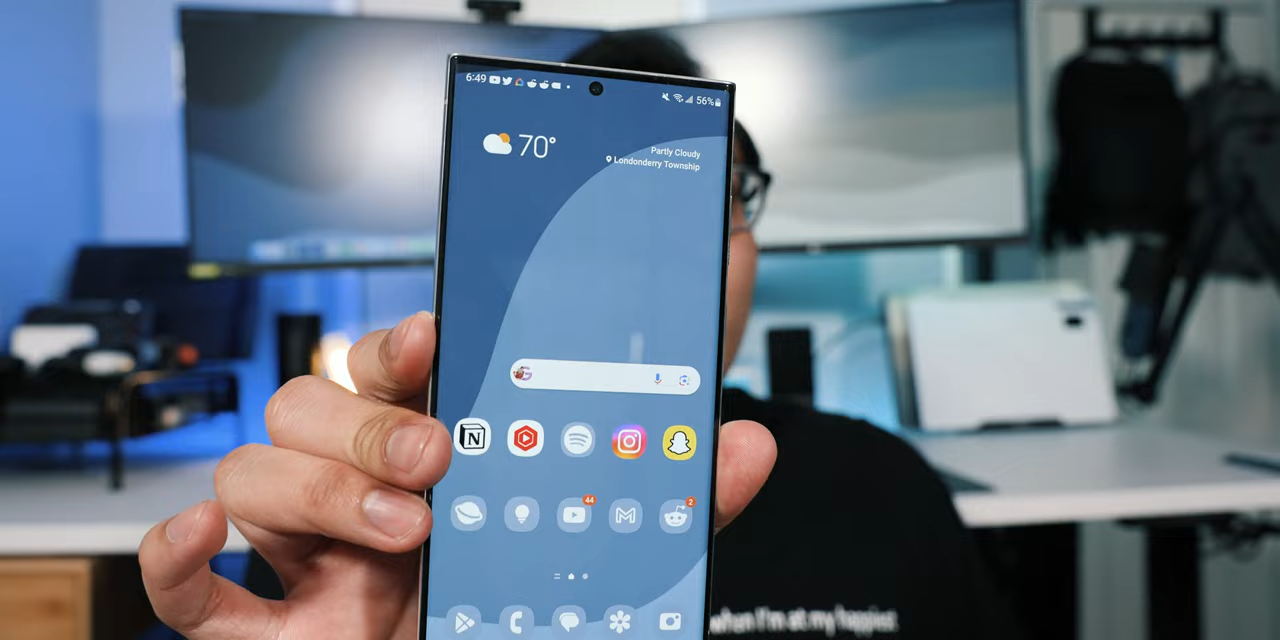 6:49
56%
70°
Partly Cloudy
Londonderry Township
G
N
44
2
when I'm at my happiest